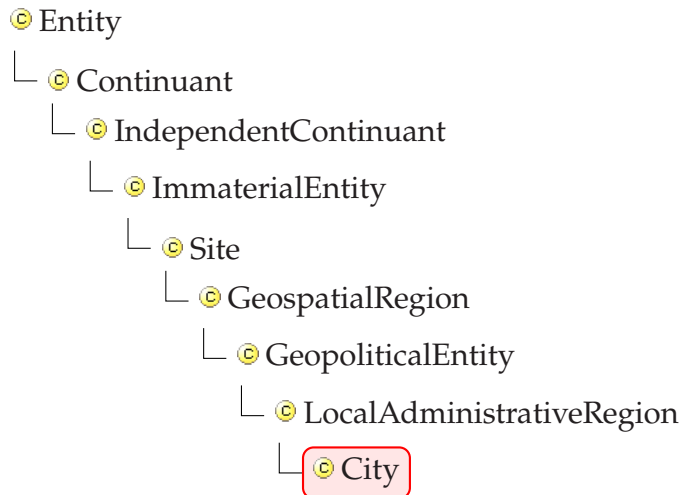 C Entity
C Continuant
C IndependentContinuant
C ImmaterialEntity
C Site
C GeospatialRegion
C GeopoliticalEntity
C LocalAdministrativeRegion
C City